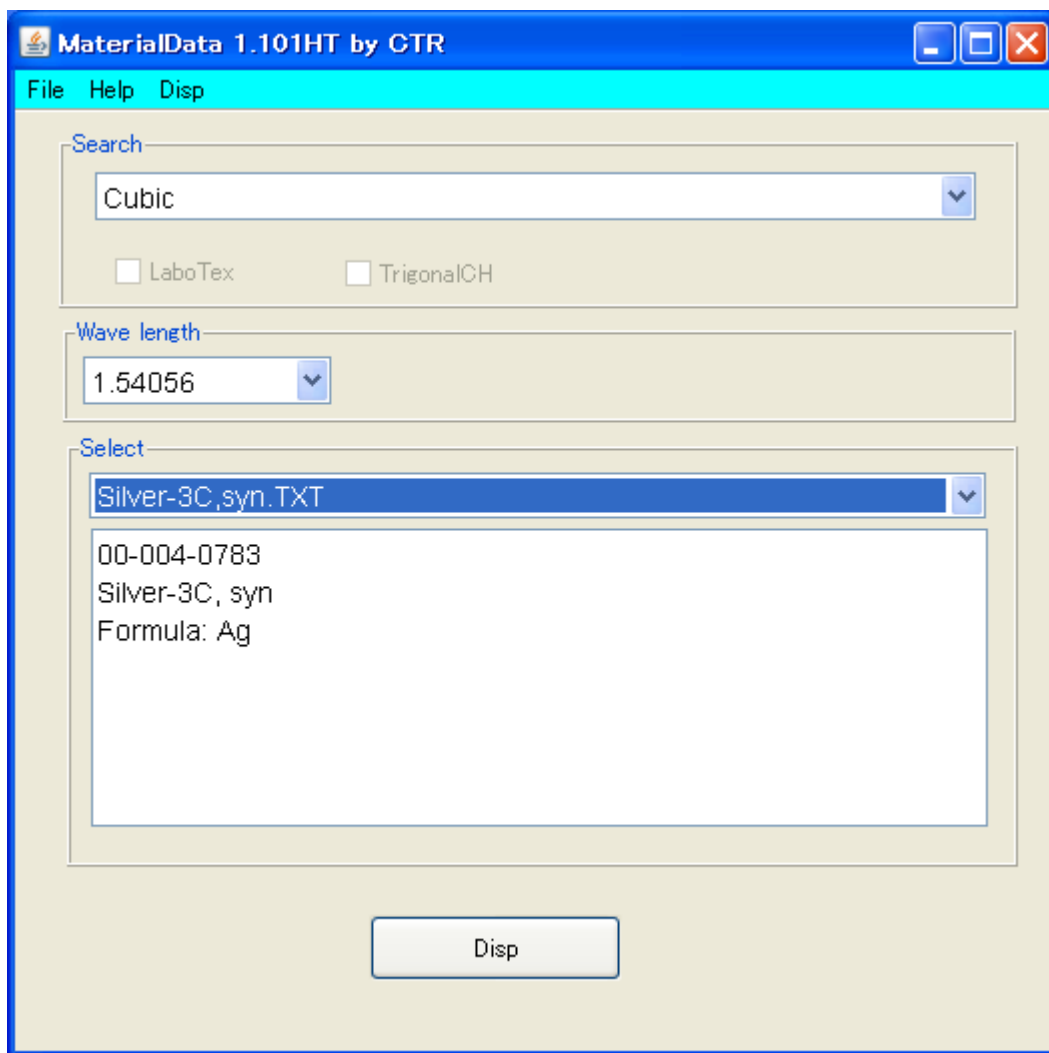 MaterialData 1.101HT by CTR
File Help Disp
Search
Cubic
LaboTex TrigonalCH
Wave length
1.54056
Select
Silver-3C,syn.TXT
00-004-0783
Silver-3C, syn
Formula: Ag
Disp